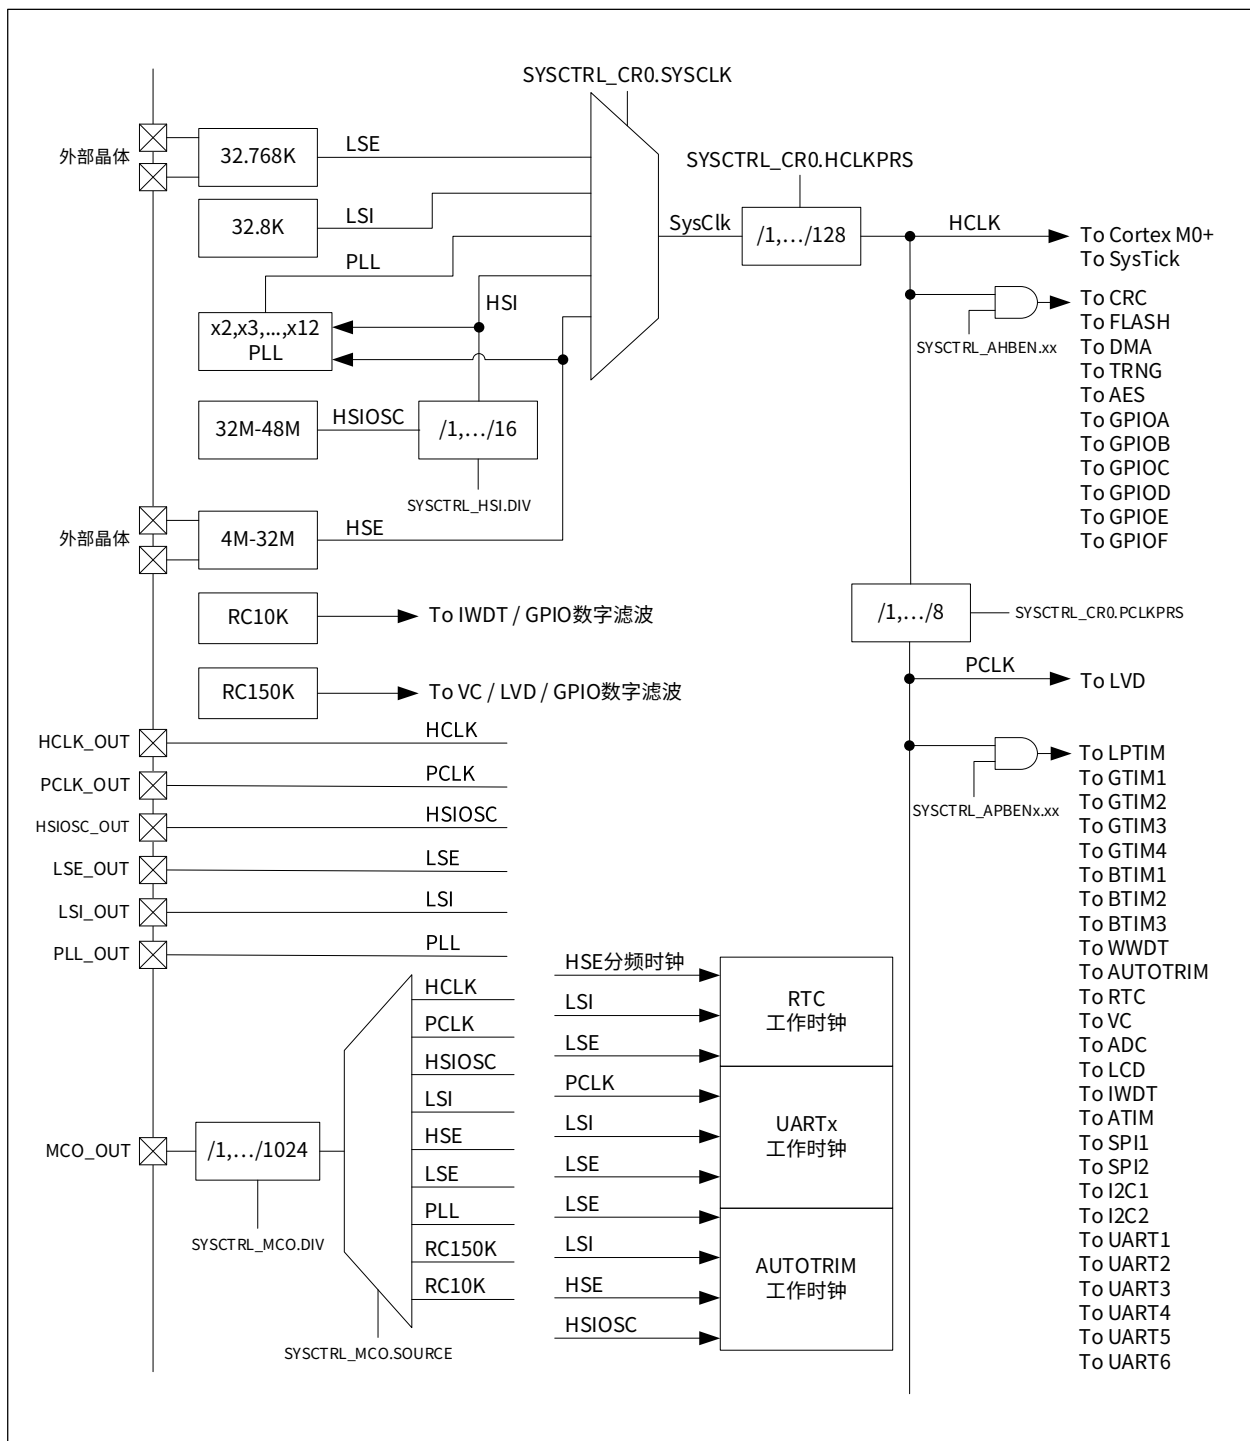 SYSCTRL_CR0.SYSCLK
外部晶体
32.768K
LSE
SYSCTRL_CR0.HCLKPRS
32.8K
LSI
SysClk
/1,…/128
HCLK
To Cortex M0+
To SysTick
PLL
HSI
x2,x3,...,x12
PLL
SYSCTRL_AHBEN.xx
To CRC
To FLASH
To DMA
To TRNG
To AES
To GPIOA
To GPIOB
To GPIOC
To GPIOD
To GPIOE
To GPIOF
32M-48M
HSIOSC
/1,…/16
SYSCTRL_HSI.DIV
外部晶体
4M-32M
HSE
RC10K
To IWDT / GPIO数字滤波
/1,…/8
SYSCTRL_CR0.PCLKPRS
RC150K
To VC / LVD / GPIO数字滤波
PCLK
To LVD
HCLK_OUT
HCLK
PCLK_OUT
PCLK
HSIOSC_OUT
HSIOSC
LSE_OUT
LSE
LSI_OUT
LSI
PLL_OUT
PLL
SYSCTRL_APBENx.xx
To LPTIM
To GTIM1
To GTIM2
To GTIM3
To GTIM4
To BTIM1
To BTIM2
To BTIM3
To WWDT
To AUTOTRIM
To RTC
To VC
To ADC
To LCD
To IWDT
To ATIM
To SPI1
To SPI2
To I2C1
To I2C2
To UART1
To UART2
To UART3
To UART4
To UART5
To UART6
MCO_OUT
/1,…/1024
SYSCTRL_MCO.DIV
HCLK
PCLK
HSIOSC
LSI
HSE
LSE
PLL
RC150K
RC10K
SYSCTRL_MCO.SOURCE
HSE分频时钟
LSI
LSE
RTC
工作时钟
PCLK
LSI
LSE
UARTx
工作时钟
LSE
LSI
HSE
HSIOSC
AUTOTRIM
工作时钟